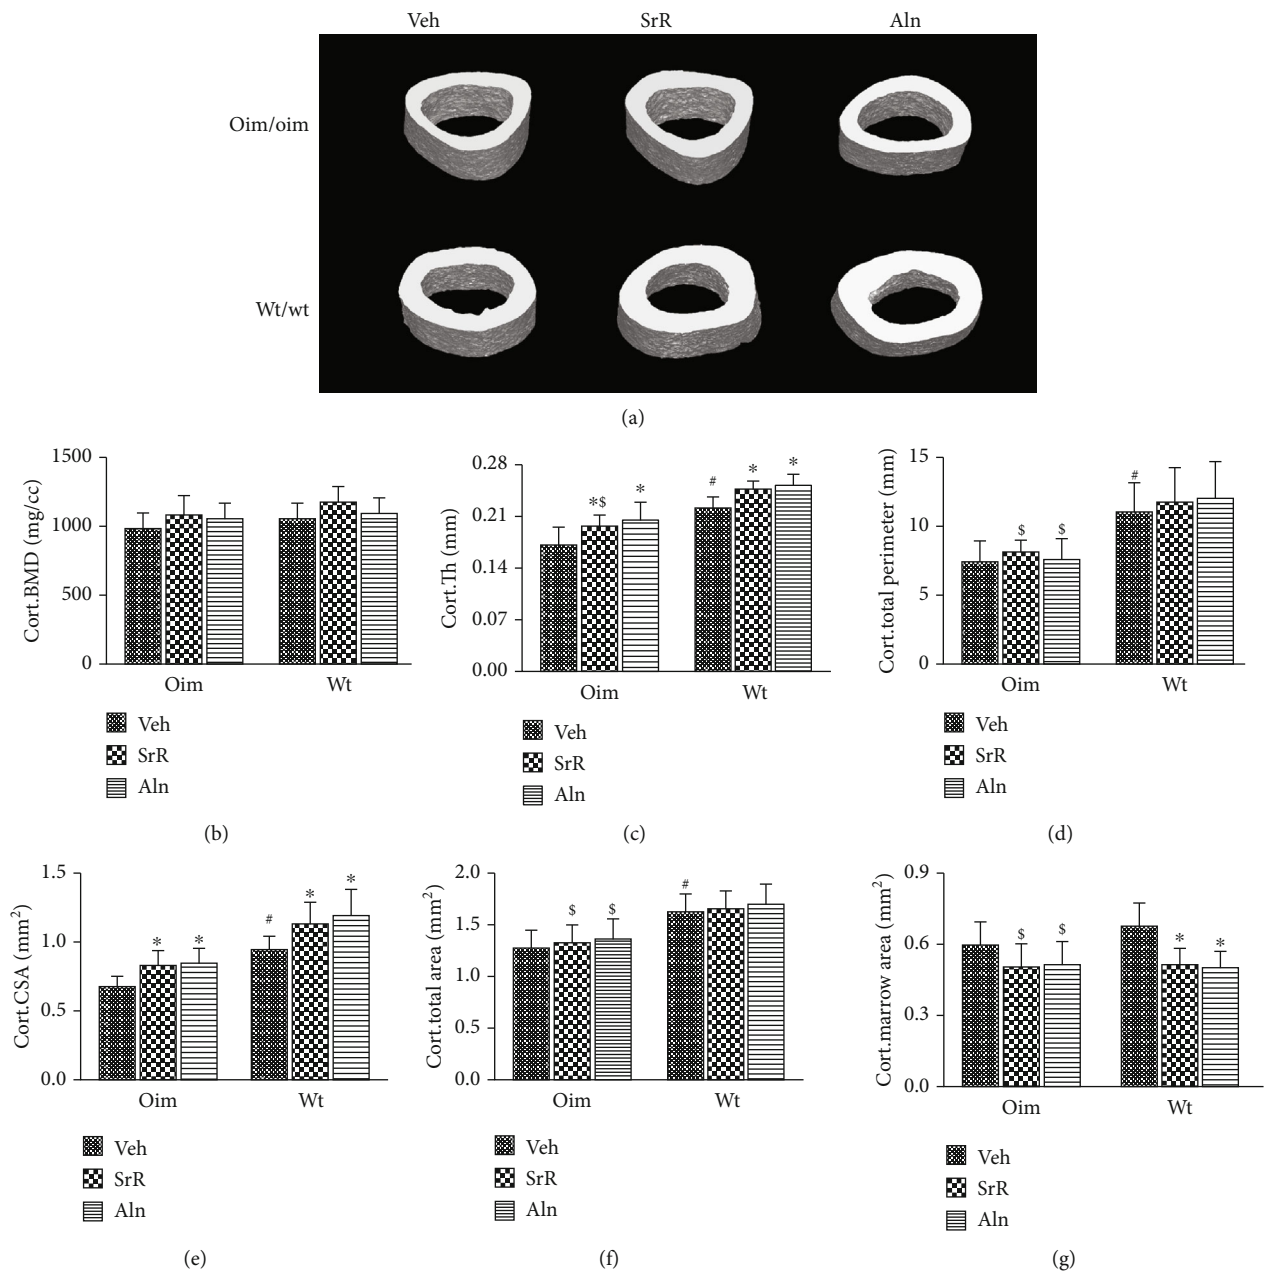 Veh SrR Aln
Oim/oim
Wt/wt
(a)
1500
1000
500
0
Cort.BMD (mg/cc)
Oim Wt
Veh
SrR
Aln
(b)
0.28
0.21
0.14
0.07
0.00
Cort.Th (mm)
*$ * # * *
Oim Wt
Veh
SrR
Aln
(c)
15
10
5
0
Cort.total perimeter (mm)
$ $ #
Oim Wt
Veh
SrR
Aln
(d)
1.5
1.0
0.5
0.0
Cort.CSA (mm²)
* * # * *
Oim Wt
Veh
SrR
Aln
(e)
2.0
1.5
1.0
0.5
0.0
Cort.total area (mm²)
$ $ #
Oim Wt
Veh
SrR
Aln
(f)
0.9
0.6
0.3
0.0
Cort.marrow area (mm²)
$ $ * *
Oim Wt
Veh
SrR
Aln
(g)